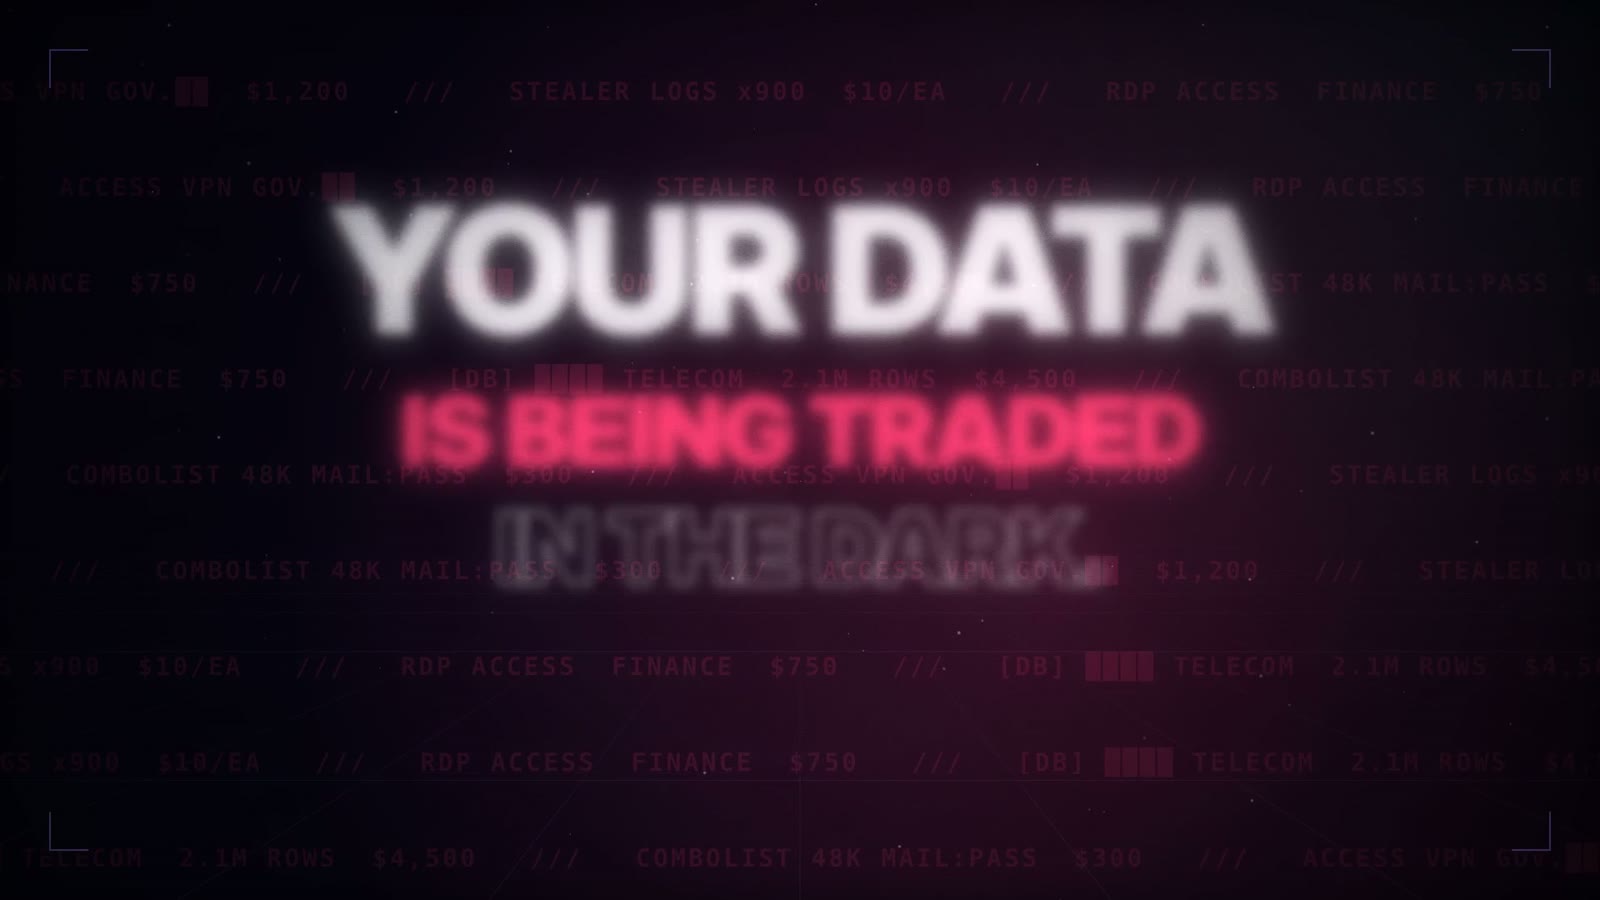 S VPN GOV.██ $1,200 /// STEALER LOGS x900 $10/EA /// RDP ACCESS FINANCE $750
ACCESS VPN GOV.██ $1,200 /// STEALER LOGS x900 $10/EA /// RDP ACCESS FINANCE
YOUR DATA
NANCE $750 /// ST 48K MAIL:PASS
SS FINANCE $750 /// [DB] ████ TELECOM 2.1M ROWS $4,500 /// COMBOLIST 48K MAIL:PA
IS BEING TRADED
/ COMBOLIST 48K MAIL:PASS $300 /// ACCESS VPN GOV.██ $1,200 /// STEALER LOGS x90
IN THE DARK.
/// COMBOLIST 48K MAIL:PASS $300 /// ACCESS VPN GOV.██ $1,200 /// STEALER LO
S x900 $10/EA /// RDP ACCESS FINANCE $750 /// [DB] ████ TELECOM 2.1M ROWS $4,5
GS x900 $10/EA /// RDP ACCESS FINANCE $750 /// [DB] ████ TELECOM 2.1M ROWS $4,
TELECOM 2.1M ROWS $4,500 /// COMBOLIST 48K MAIL:PASS $300 /// ACCESS VPN GOV.██